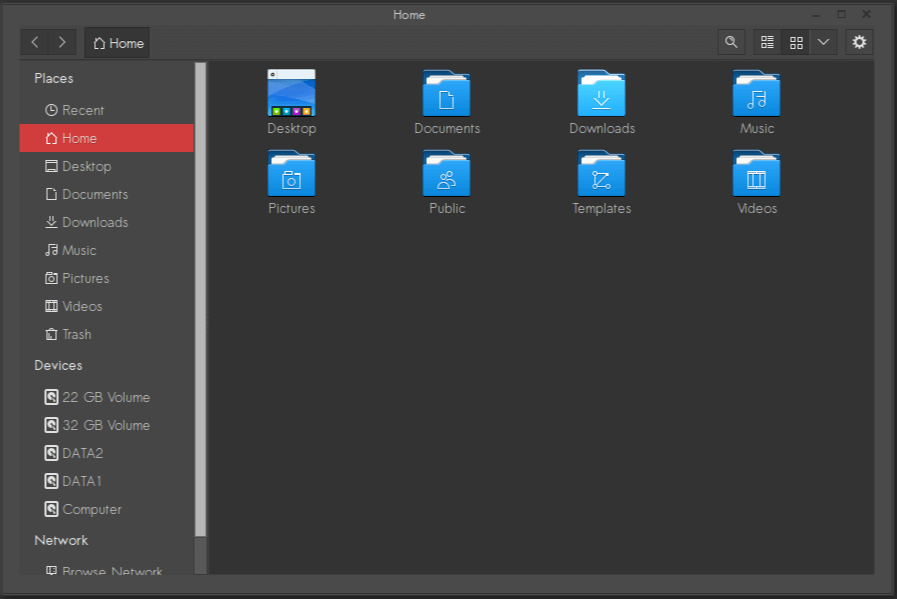 Home
Home
Places
Recent
Home
Desktop
Documents
Downloads
Music
Pictures
Videos
Trash
Devices
22 GB Volume
32 GB Volume
DATA2
DATA1
Computer
Network
Browse Network
Desktop
Documents
Downloads
Music
Pictures
Public
Templates
Videos